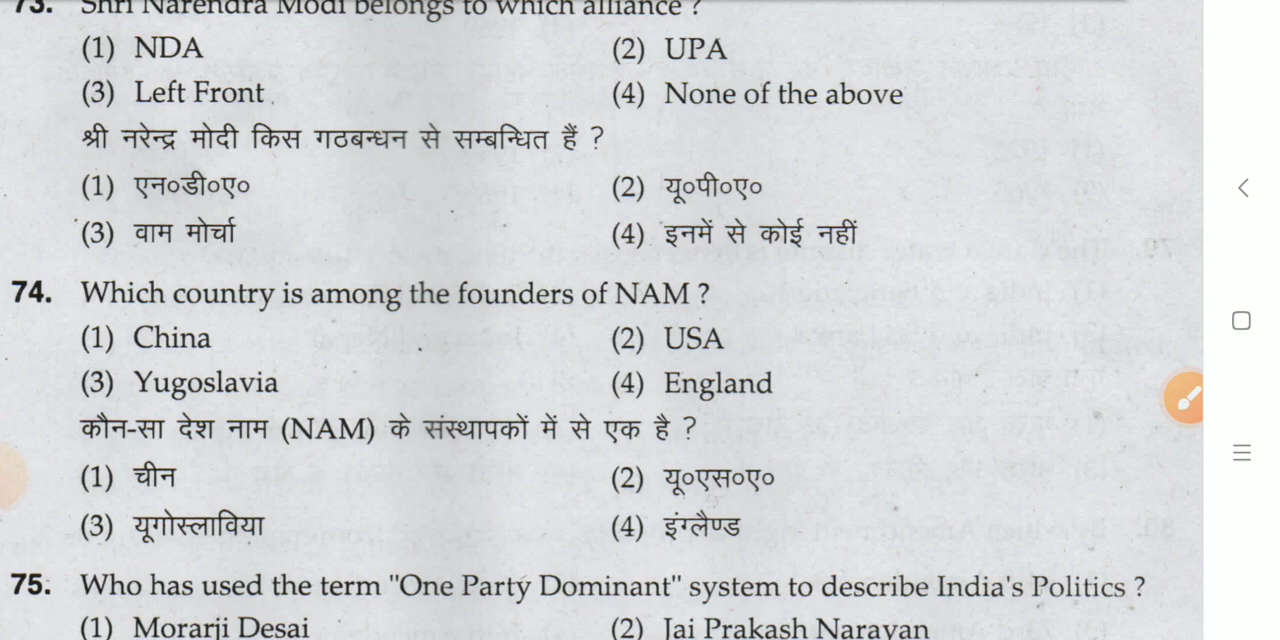 73. Shri Narendra Modi belongs to which alliance ?
(1) NDA (2) UPA
(3) Left Front (4) None of the above
श्री नरेन्द्र मोदी किस गठबन्धन से सम्बन्धित हैं ?
(1) एन०डी०ए० (2) यू०पी०ए०
(3) वाम मोर्चा (4) इनमें से कोई नहीं
74. Which country is among the founders of NAM ?
(1) China (2) USA
(3) Yugoslavia (4) England
कौन-सा देश नाम (NAM) के संस्थापकों में से एक है ?
(1) चीन (2) यू०एस०ए०
(3) यूगोस्लाविया (4) इंग्लैण्ड
75. Who has used the term "One Party Dominant" system to describe India's Politics ?
(1) Morarji Desai (2) Jai Prakash Narayan